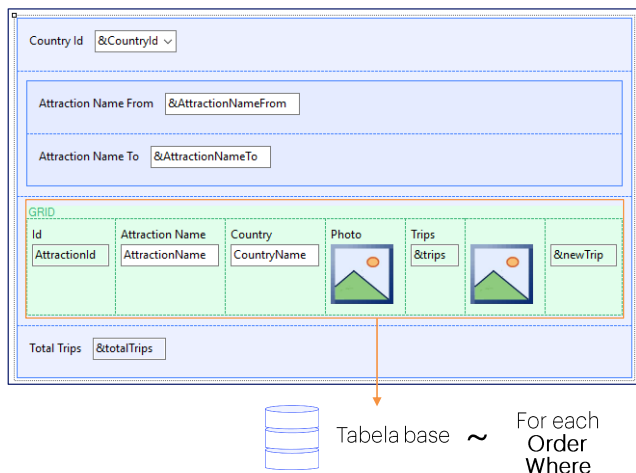 Country Id &CountryId
Attraction Name From &AttractionNameFrom
Attraction Name To &AttractionNameTo
GRID
Id Attraction Name Country Photo Trips
AttractionId AttractionName CountryName &trips &newTrip
Total Trips &totalTrips
Tabela base ~ For each
Order
Where